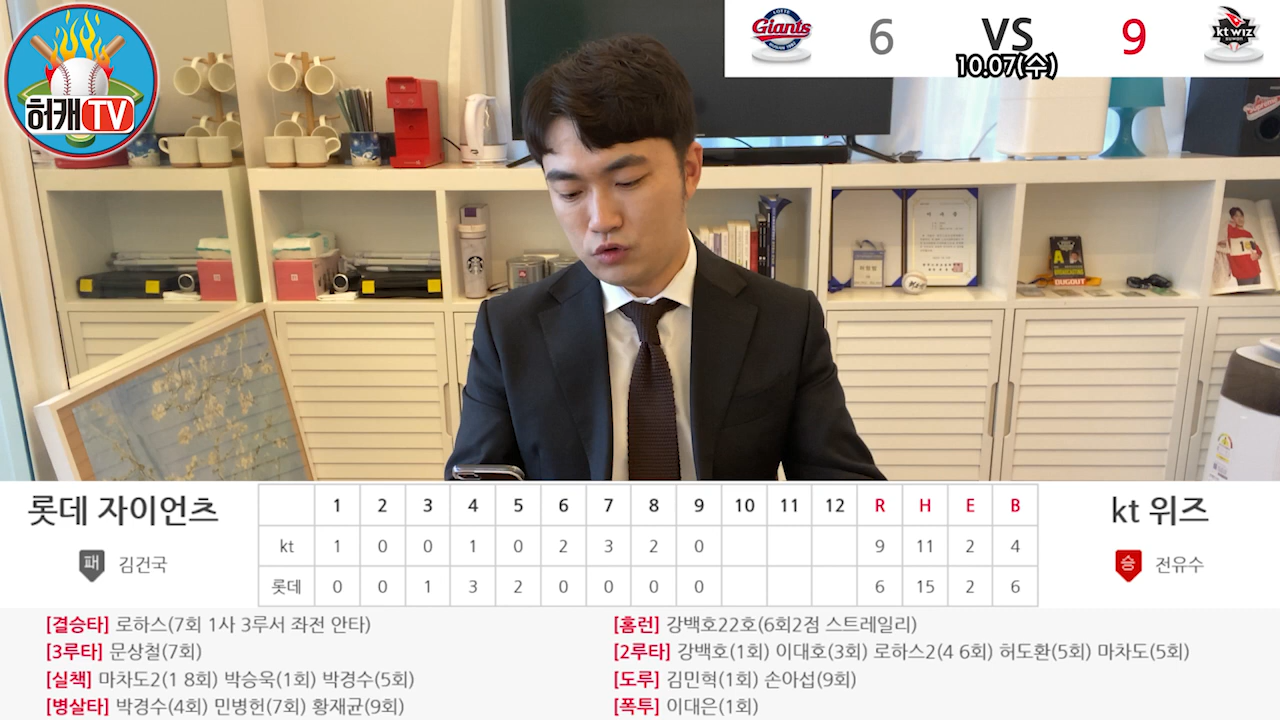 허캐TV
LOTTE
Giants
6 VS 9
kt wiz
10.07(수)
A
BROADCASTING
DUGOUT
롯데 자이언츠
패 김건국
kt 위즈
승 전유수
1 2 3 4 5 6 7 8 9 10 11 12 R H E B
kt 1 0 0 1 0 2 3 2 0 9 11 2 4
롯데 0 0 1 3 2 0 0 0 0 6 15 2 6
[결승타] 로하스(7회 1사 3루서 좌전 안타)
[3루타] 문상철(7회)
[실책] 마차도2(1 8회) 박승욱(1회) 박경수(5회)
[병살타] 박경수(4회) 민병헌(7회) 황재균(9회)
[홈런] 강백호22호(6회2점 스트레일리)
[2루타] 강백호(1회) 이대호(3회) 로하스2(4 6회) 허도환(5회) 마차도(5회)
[도루] 김민혁(1회) 손아섭(9회)
[폭투] 이대은(1회)